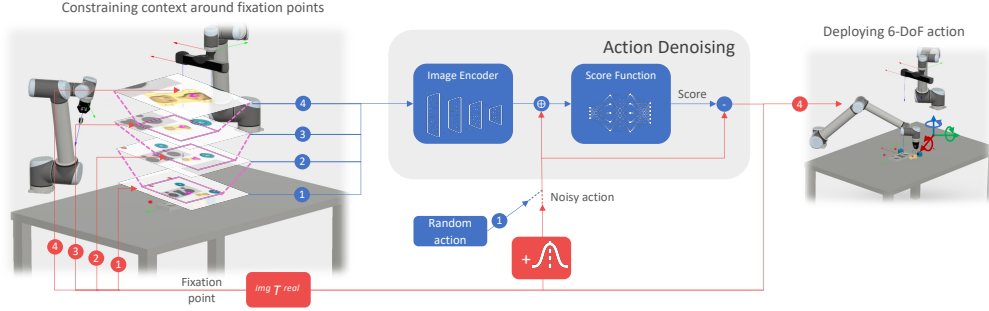 Constraining context around fixation points
Deploying 6-DoF action
Action Denoising
Image Encoder
Score Function
Score
⊕
-
4
3
2
1
4
4
3
2
1
Random
action
1
Noisy action
+
Fixation
point
img T real